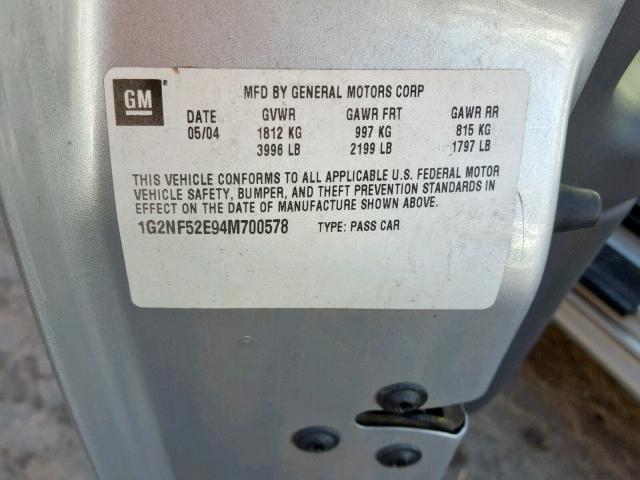 GM
MFD BY GENERAL MOTORS CORP
DATE GVWR GAWR FRT GAWR RR
05/04 1812 KG 997 KG 815 KG
3996 LB 2199 LB 1797 LB
THIS VEHICLE CONFORMS TO ALL APPLICABLE U.S. FEDERAL MOTOR
VEHICLE SAFETY, BUMPER, AND THEFT PREVENTION STANDARDS IN
EFFECT ON THE DATE OF MANUFACTURE SHOWN ABOVE.
1G2NF52E94M700578 TYPE: PASS CAR